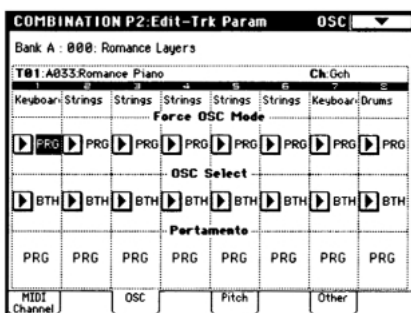 COMBINATION P2:Edit-Trk Param OSC
Bank A : 000: Romance Layers
T01:A033:Romance Piano Ch:Gch
1 2 3 4 5 6 7 8
Keyboar Strings Strings Strings Strings Strings Keyboar Drums
Force OSC Mode
PRG PRG PRG PRG PRG PRG PRG PRG
OSC Select
BTH BTH BTH BTH BTH BTH BTH BTH
Portamento
PRG PRG PRG PRG PRG PRG PRG PRG
MIDI Channel OSC Pitch Other